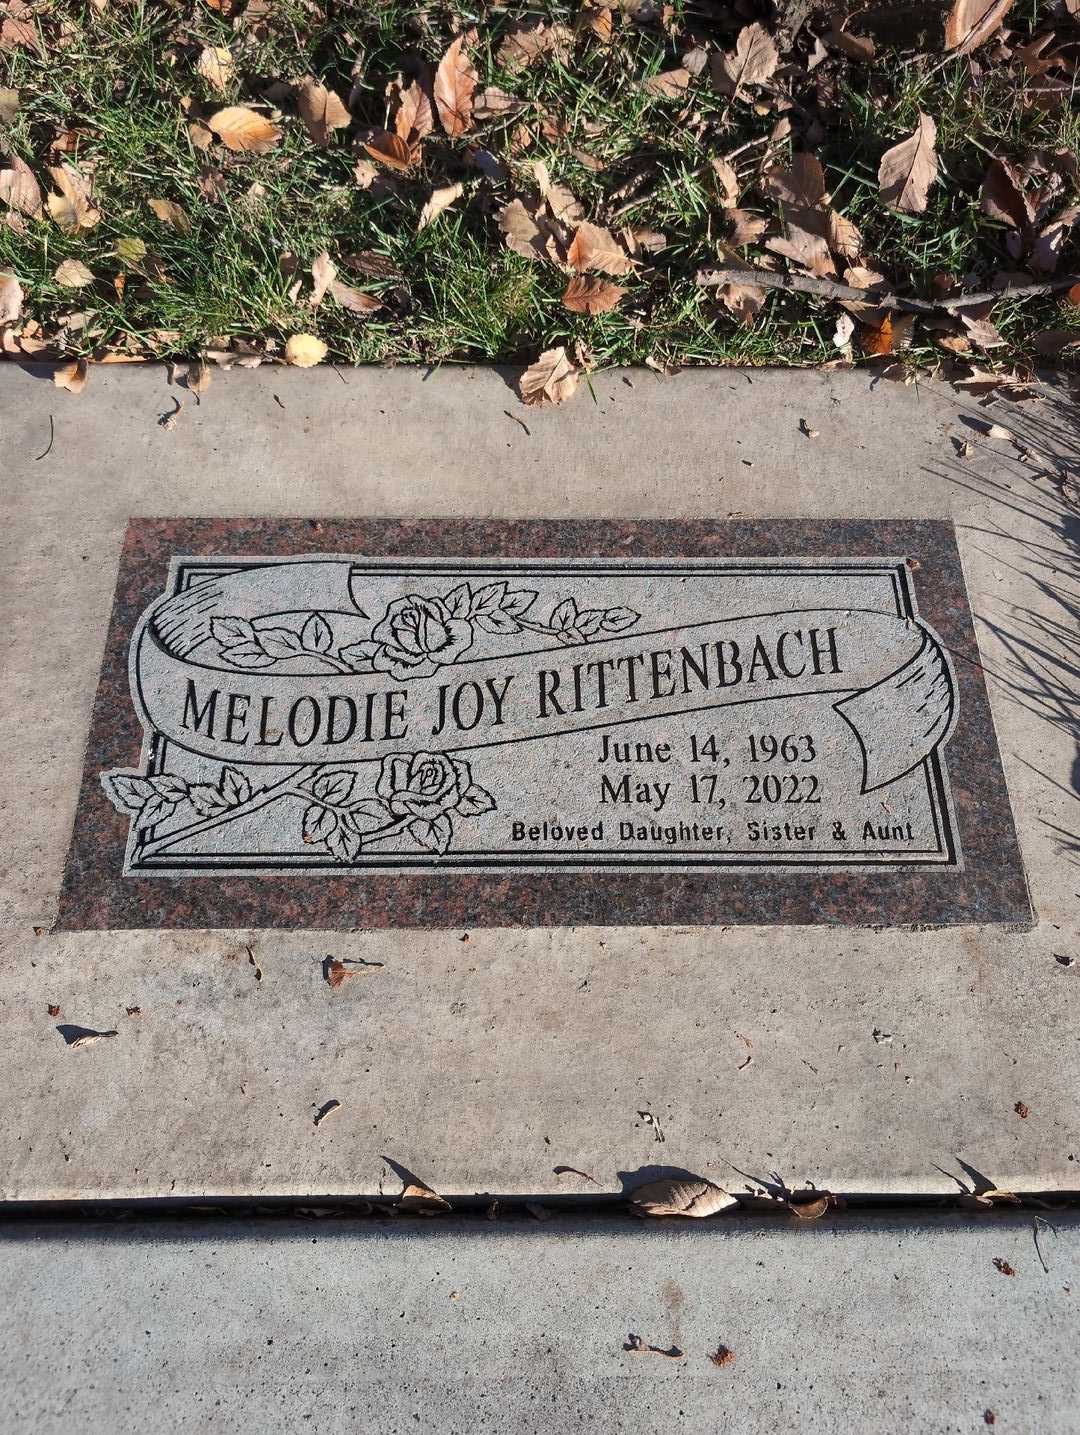 MELODIE JOY RITTENBACH
June 14, 1963
May 17, 2022
Beloved Daughter, Sister & Aunt